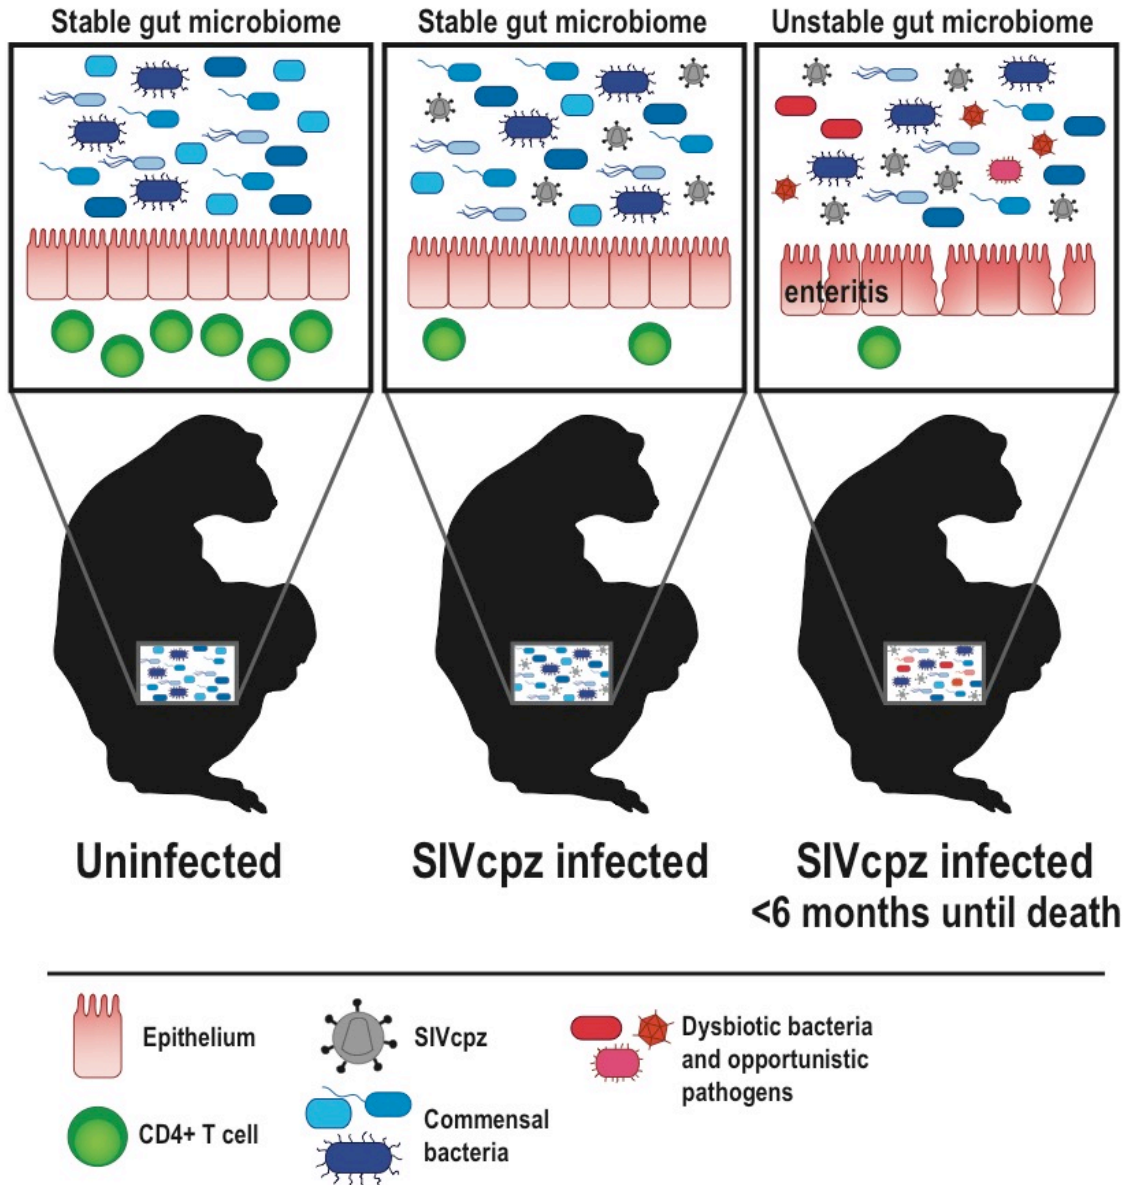 Stable gut microbiome
Stable gut microbiome
Unstable gut microbiome
enteritis
Uninfected
SIVcpz infected
SIVcpz infected
<6 months until death
Epithelium
SIVcpz
Dysbiotic bacteria
and opportunistic
pathogens
CD4+ T cell
Commensal
bacteria